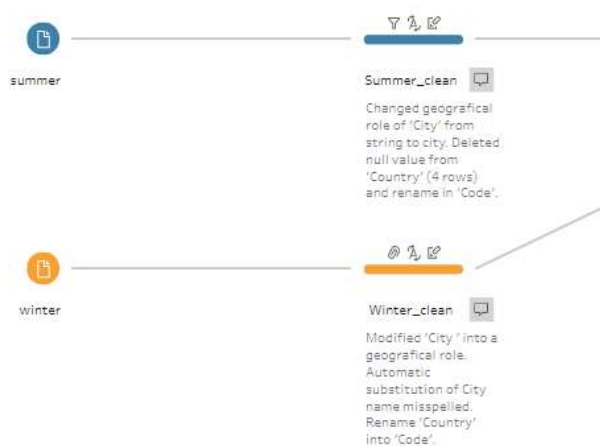 summer
Summer_clean
Changed geografical
role of 'City' from
string to city. Deleted
null value from
'Country' (4 rows)
and rename in 'Code'.
winter
Winter_clean
Modified 'City ' into a
geografical role.
Automatic
substitution of City
name misspelled.
Rename 'Country'
into 'Code'.